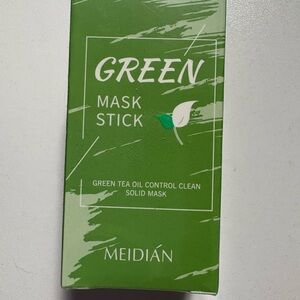 GREEN
MASK
STICK
GREEN TEA OIL CONTROL CLEAN
SOLID MASK
MEIDIÁN